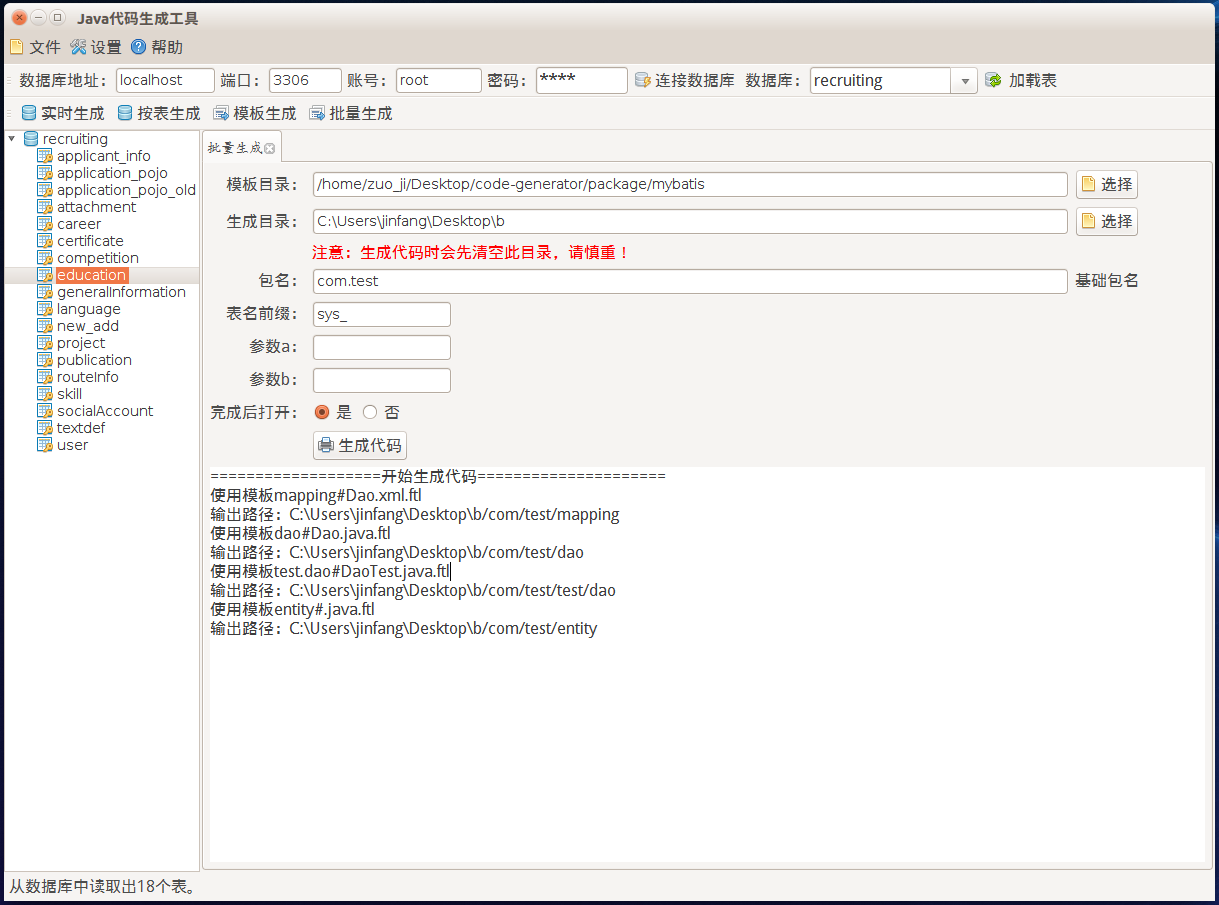 Java代码生成工具
文件 设置 帮助
数据库地址： localhost 端口： 3306 账号： root 密码： **** 连接数据库 数据库： recruiting 加载表
实时生成 按表生成 模板生成 批量生成
recruiting
applicant_info
application_pojo
application_pojo_old
attachment
career
certificate
competition
education
generalInformation
language
new_add
project
publication
routeInfo
skill
socialAccount
textdef
user
批量生成
模板目录： /home/zuo_ji/Desktop/code-generator/package/mybatis 选择
生成目录： C:\Users\jinfang\Desktop\b 选择
注意：生成代码时会先清空此目录，请慎重！
包名： com.test 基础包名
表名前缀： sys_
参数a：
参数b：
完成后打开： 是 否
生成代码
===================开始生成代码=====================
使用模板mapping#Dao.xml.ftl
输出路径：C:\Users\jinfang\Desktop\b/com/test/mapping
使用模板dao#Dao.java.ftl
输出路径：C:\Users\jinfang\Desktop\b/com/test/dao
使用模板test.dao#DaoTest.java.ftl
输出路径：C:\Users\jinfang\Desktop\b/com/test/test/dao
使用模板entity#.java.ftl
输出路径：C:\Users\jinfang\Desktop\b/com/test/entity
从数据库中读取出18个表。